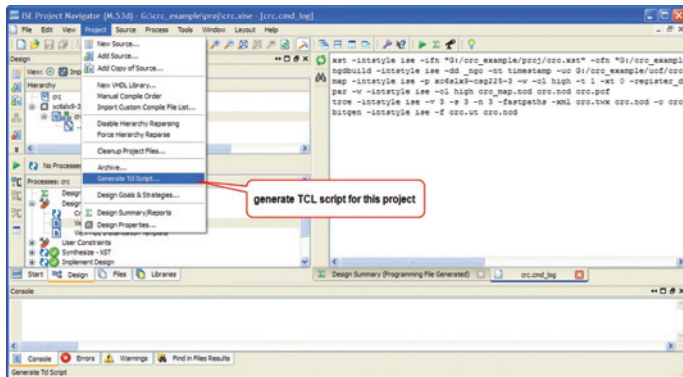 ISE Project Navigator (M.53d) - G:\crc_example\proj\crc.xise - [crc.cmd_log]
File Edit View Project Source Process Tools Window Layout Help
New Source...
Add Source...
Add Copy of Source...
New VHDL Library...
Manual Compile Order
Import Custom Compile File List...
Disable Hierarchy Reparsing
Force Hierarchy Reparse
Cleanup Project Files...
Archive...
Generate Tcl Script...
Design Goals & Strategies...
Design Summary/Reports
Design Properties...
Design
View:
Hierarchy
crc
No Processes
Processes: crc
User Constraints
Synthesize - XST
Implement Design
Start Design Files Libraries
xst -intstyle ise -ifn "G:/crc_example/proj/crc.xst" -ofn "G:/crc_exampl
ngdbuild -intstyle ise -dd _ngo -nt timestamp -uc G:/crc_example/ucf/crc
map -intstyle ise -p xc6slx9-csg225-3 -w -ol high -t 1 -xt 0 -register_d
par -w -intstyle ise -ol high crc_map.ncd crc.ncd crc.pcf
trce -intstyle ise -v 3 -s 3 -n 3 -fastpaths -xml crc.twx crc.ncd -o crc
bitgen -intstyle ise -f crc.ut crc.ncd
generate TCL script for this project
Design Summary (Programming File Generated) crc.cmd_log
Console
Console Errors Warnings Find in Files Results
Generate Tcl Script